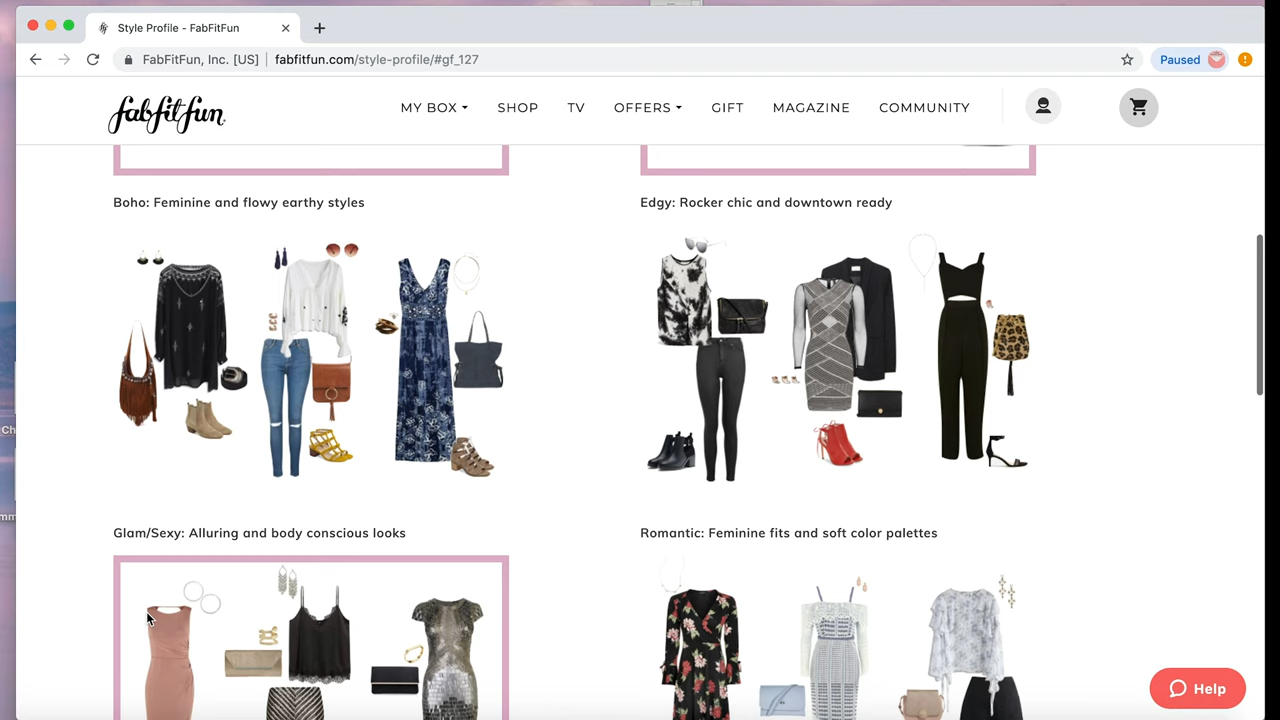 Style Profile - FabFitFun
FabFitFun, Inc. [US] | fabfitfun.com/style-profile/#gf_127
Paused
fabfitfun.
MY BOX SHOP TV OFFERS GIFT MAGAZINE COMMUNITY
Boho: Feminine and flowy earthy styles
Edgy: Rocker chic and downtown ready
Ch
Glam/Sexy: Alluring and body conscious looks
Romantic: Feminine fits and soft color palettes
Help